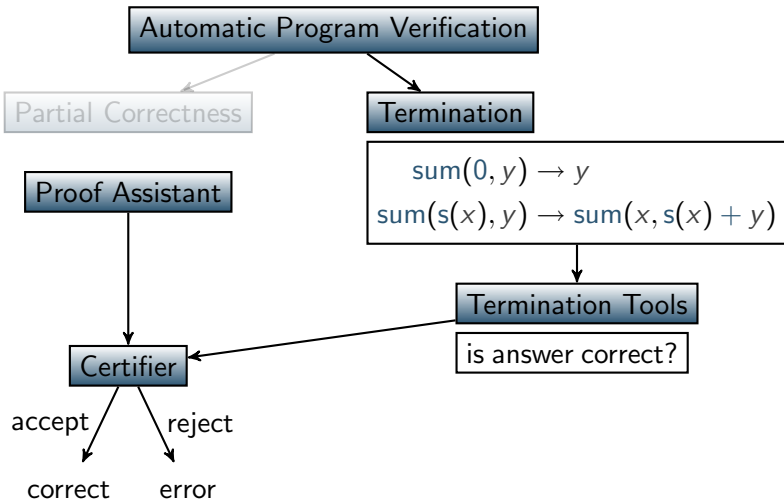 Automatic Program Verification
Partial Correctness
Termination
sum(0, y) → y
sum(s(x), y) → sum(x, s(x) + y)
Proof Assistant
Termination Tools
is answer correct?
Certifier
accept
reject
correct
error